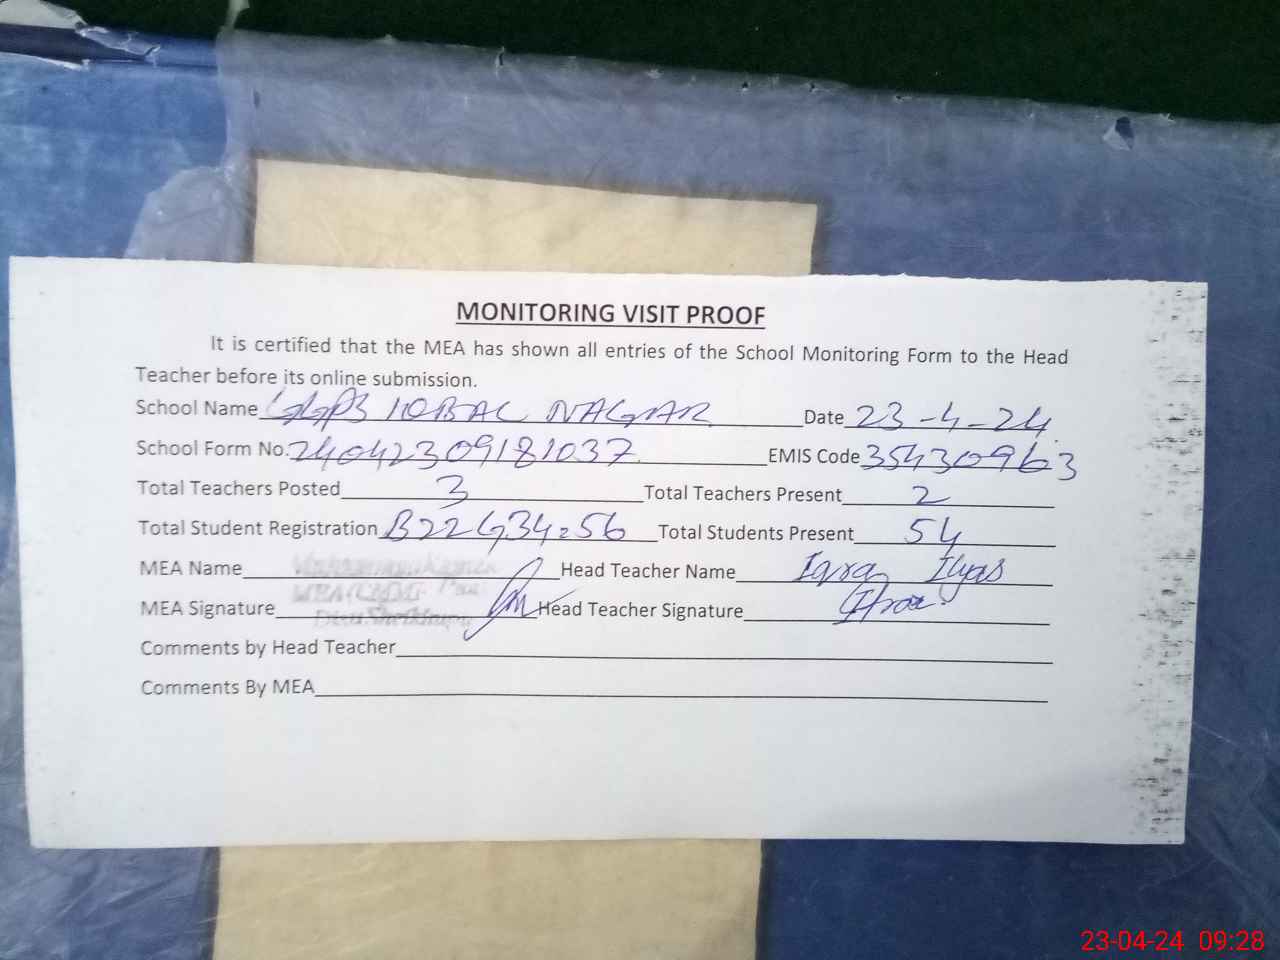 MONITORING VISIT PROOF
It is certified that the MEA has shown all entries of the School Monitoring Form to the Head
Teacher before its online submission.
School Name GGPS IQBAL NAGAR Date 23-4-24
School Form No. 24042309181037 EMIS Code 35430963
Total Teachers Posted 3 Total Teachers Present 2
Total Student Registration B22G34=56 Total Students Present 54
MEA Name Head Teacher Name Iqra Ilyas
MEA Signature Head Teacher Signature Iqra
Comments by Head Teacher
Comments By MEA
23-04-24 09:28